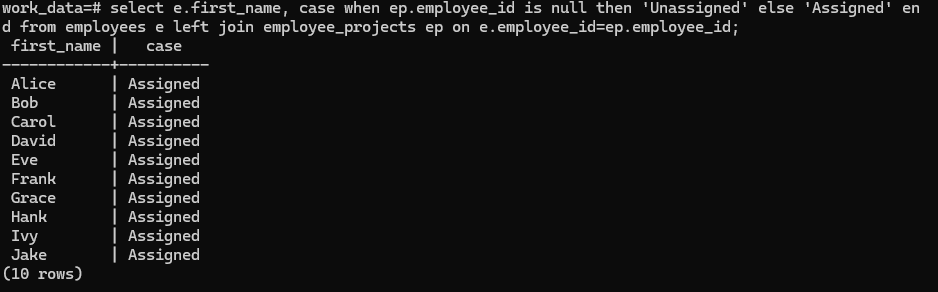 work_data=# select e.first_name, case when ep.employee_id is null then 'Unassigned' else 'Assigned' en
d from employees e left join employee_projects ep on e.employee_id=ep.employee_id;
 first_name |   case
------------+----------
 Alice      | Assigned
 Bob        | Assigned
 Carol      | Assigned
 David      | Assigned
 Eve        | Assigned
 Frank      | Assigned
 Grace      | Assigned
 Hank       | Assigned
 Ivy        | Assigned
 Jake       | Assigned
(10 rows)